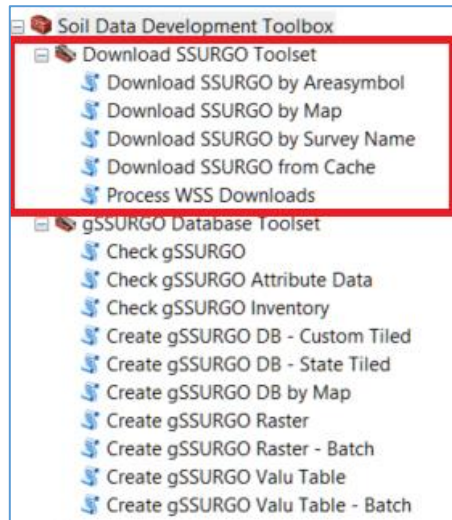 Soil Data Development Toolbox
Download SSURGO Toolset
Download SSURGO by Areasymbol
Download SSURGO by Map
Download SSURGO by Survey Name
Download SSURGO from Cache
Process WSS Downloads
gSSURGO Database Toolset
Check gSSURGO
Check gSSURGO Attribute Data
Check gSSURGO Inventory
Create gSSURGO DB - Custom Tiled
Create gSSURGO DB - State Tiled
Create gSSURGO DB by Map
Create gSSURGO Raster
Create gSSURGO Raster - Batch
Create gSSURGO Valu Table
Create gSSURGO Valu Table - Batch